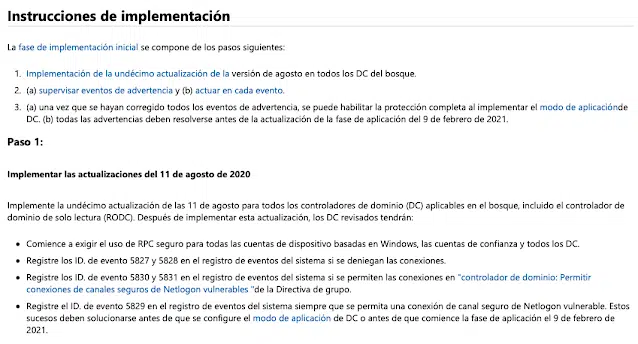 Instrucciones de implementación
La fase de implementación inicial se compone de los pasos siguientes:
1. Implementación de la undécimo actualización de la versión de agosto en todos los DC del bosque.
2. (a) supervisar eventos de advertencia y (b) actuar en cada evento.
3. (a) una vez que se hayan corregido todos los eventos de advertencia, se puede habilitar la protección completa al implementar el modo de aplicaciónde
DC. (b) todas las advertencias deben resolverse antes de la actualización de la fase de aplicación del 9 de febrero de 2021.
Paso 1:
Implementar las actualizaciones del 11 de agosto de 2020
Implemente la undécimo actualización de las 11 de agosto para todos los controladores de dominio (DC) aplicables en el bosque, incluido el controlador de
dominio de solo lectura (RODC). Después de implementar esta actualización, los DC revisados tendrán:
• Comience a exigir el uso de RPC seguro para todas las cuentas de dispositivo basadas en Windows, las cuentas de confianza y todos los DC.
• Registre los ID. de evento 5827 y 5828 en el registro de eventos del sistema si se deniegan las conexiones.
• Registre los ID. de evento 5830 y 5831 en el registro de eventos del sistema si se permiten las conexiones en "controlador de dominio: Permitir
conexiones de canales seguros de Netlogon vulnerables "de la Directiva de grupo.
• Registre el ID. de evento 5829 en el registro de eventos del sistema siempre que se permita una conexión de canal seguro de Netlogon vulnerable. Estos
sucesos deben solucionarse antes de que se configure el modo de aplicación de DC o antes de que comience la fase de aplicación el 9 de febrero de
2021.